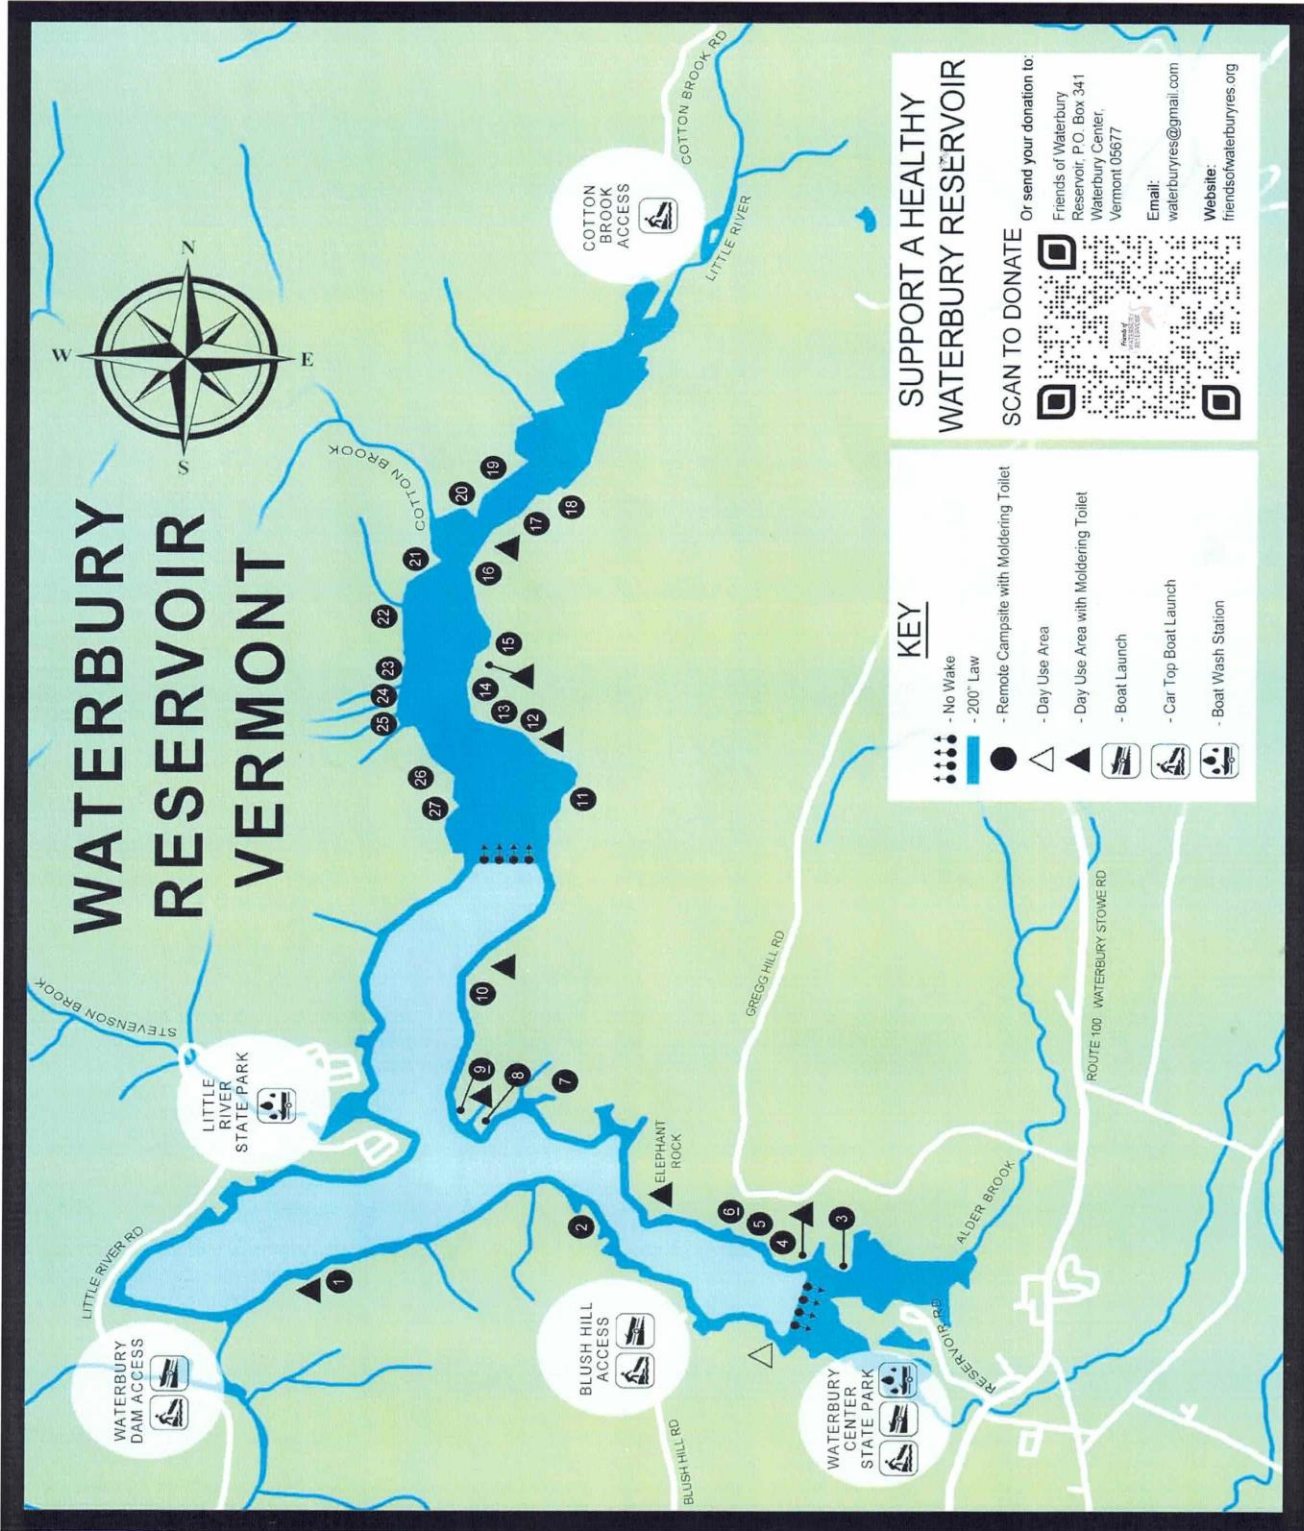 WATERBURY
RESERVOIR
VERMONT
N
W
E
S
STEVENSON BROOK
COTTON BROOK
LITTLE
RIVER
STATE PARK
LITTLE RIVER RD
WATERBURY
DAM ACCESS
BLUSH HILL
ACCESS
BLUSH HILL RD
WATERBURY
CENTER
STATE PARK
RESERVOIR RD
ALDER BROOK
ELEPHANT
ROCK
GREGG HILL RD
ROUTE 100 WATERBURY STOWE RD
COTTON
BROOK
ACCESS
COTTON BROOK RD
LITTLE RIVER
1
2
3
4
5
6
7
8
9
10
11
12
13
14
15
16
17
18
19
20
21
22
23
24
25
26
27
KEY
- No Wake
- 200" Law
- Remote Campsite with Moldering Toilet
- Day Use Area
- Day Use Area with Moldering Toilet
- Boat Launch
- Car Top Boat Launch
- Boat Wash Station
SUPPORT A HEALTHY
WATERBURY RESERVOIR
SCAN TO DONATE
Friends of
WATERBURY
RESERVOIR
Or send your donation to:
Friends of Waterbury
Reservoir, P.O. Box 341
Waterbury Center,
Vermont 05677
Email:
waterburyres@gmail.com
Website:
friendsofwaterburyres.org